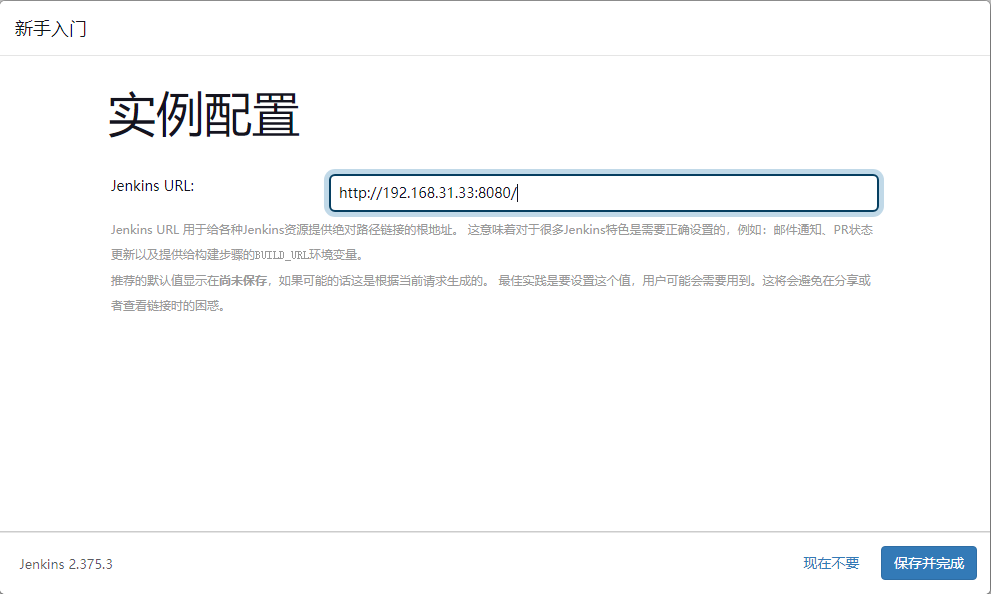 新手入门
实例配置
Jenkins URL:
http://192.168.31.33:8080/
Jenkins URL 用于给各种Jenkins资源提供绝对路径链接的根地址。 这意味着对于很多Jenkins特色是需要正确设置的，例如：邮件通知、PR状态
更新以及提供给构建步骤的BUILD_URL环境变量。
推荐的默认值显示在尚未保存，如果可能的话这是根据当前请求生成的。 最佳实践是要设置这个值，用户可能会需要用到。这将会避免在分享或
者查看链接时的困惑。
Jenkins 2.375.3
现在不要
保存并完成